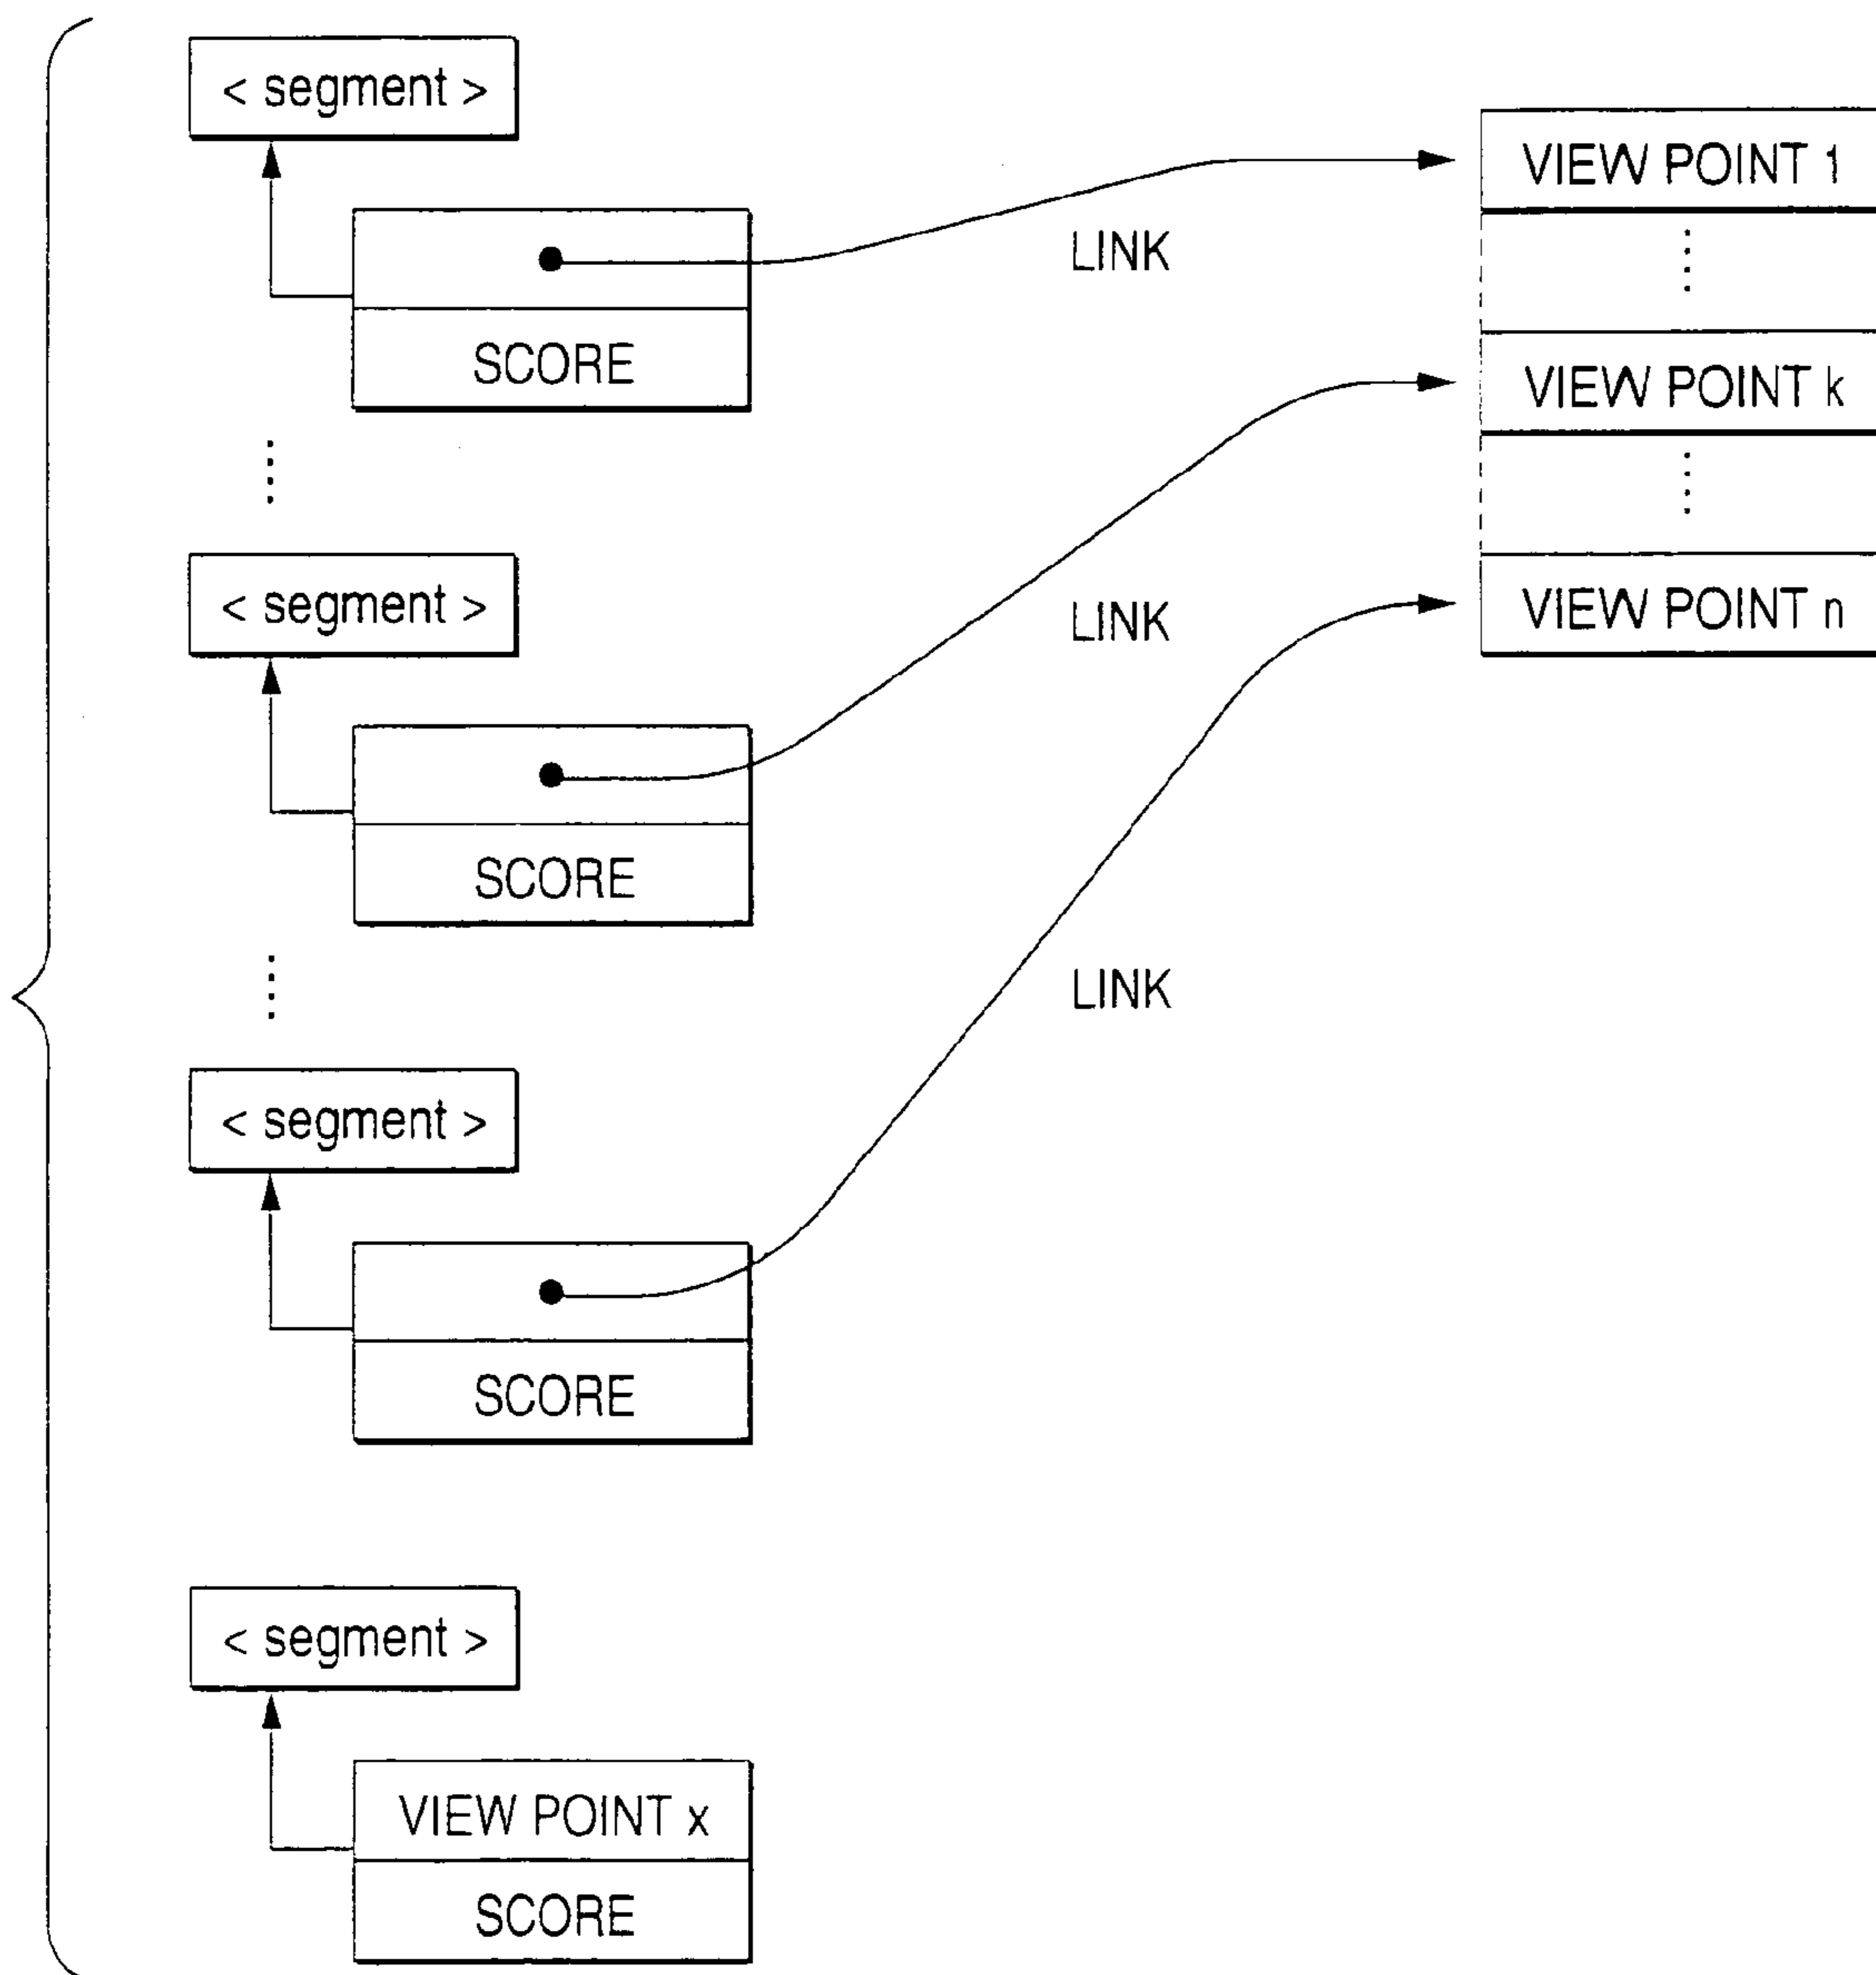 < segment >
VIEW POINT 1
LINK
SCORE
VIEW POINT k
< segment >
LINK
VIEW POINT n
SCORE
LINK
< segment >
SCORE
< segment >
VIEW POINT x
SCORE